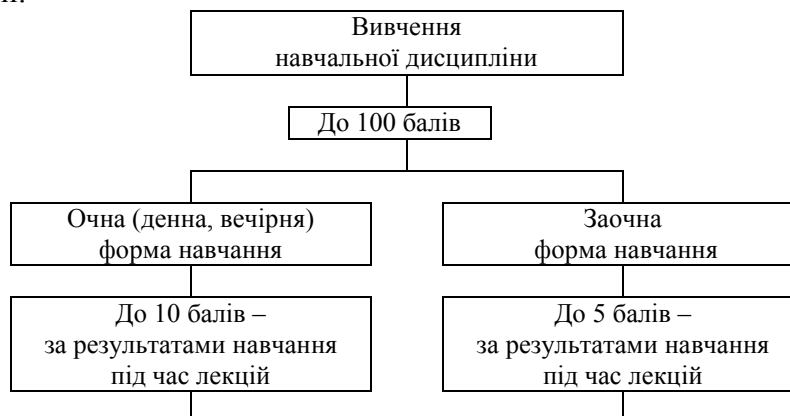 Вивчення
навчальної дисципліни
До 100 балів
Очна (денна, вечірня)
форма навчання
Заочна
форма навчання
До 10 балів –
за результатами навчання
під час лекцій
До 5 балів –
за результатами навчання
під час лекцій